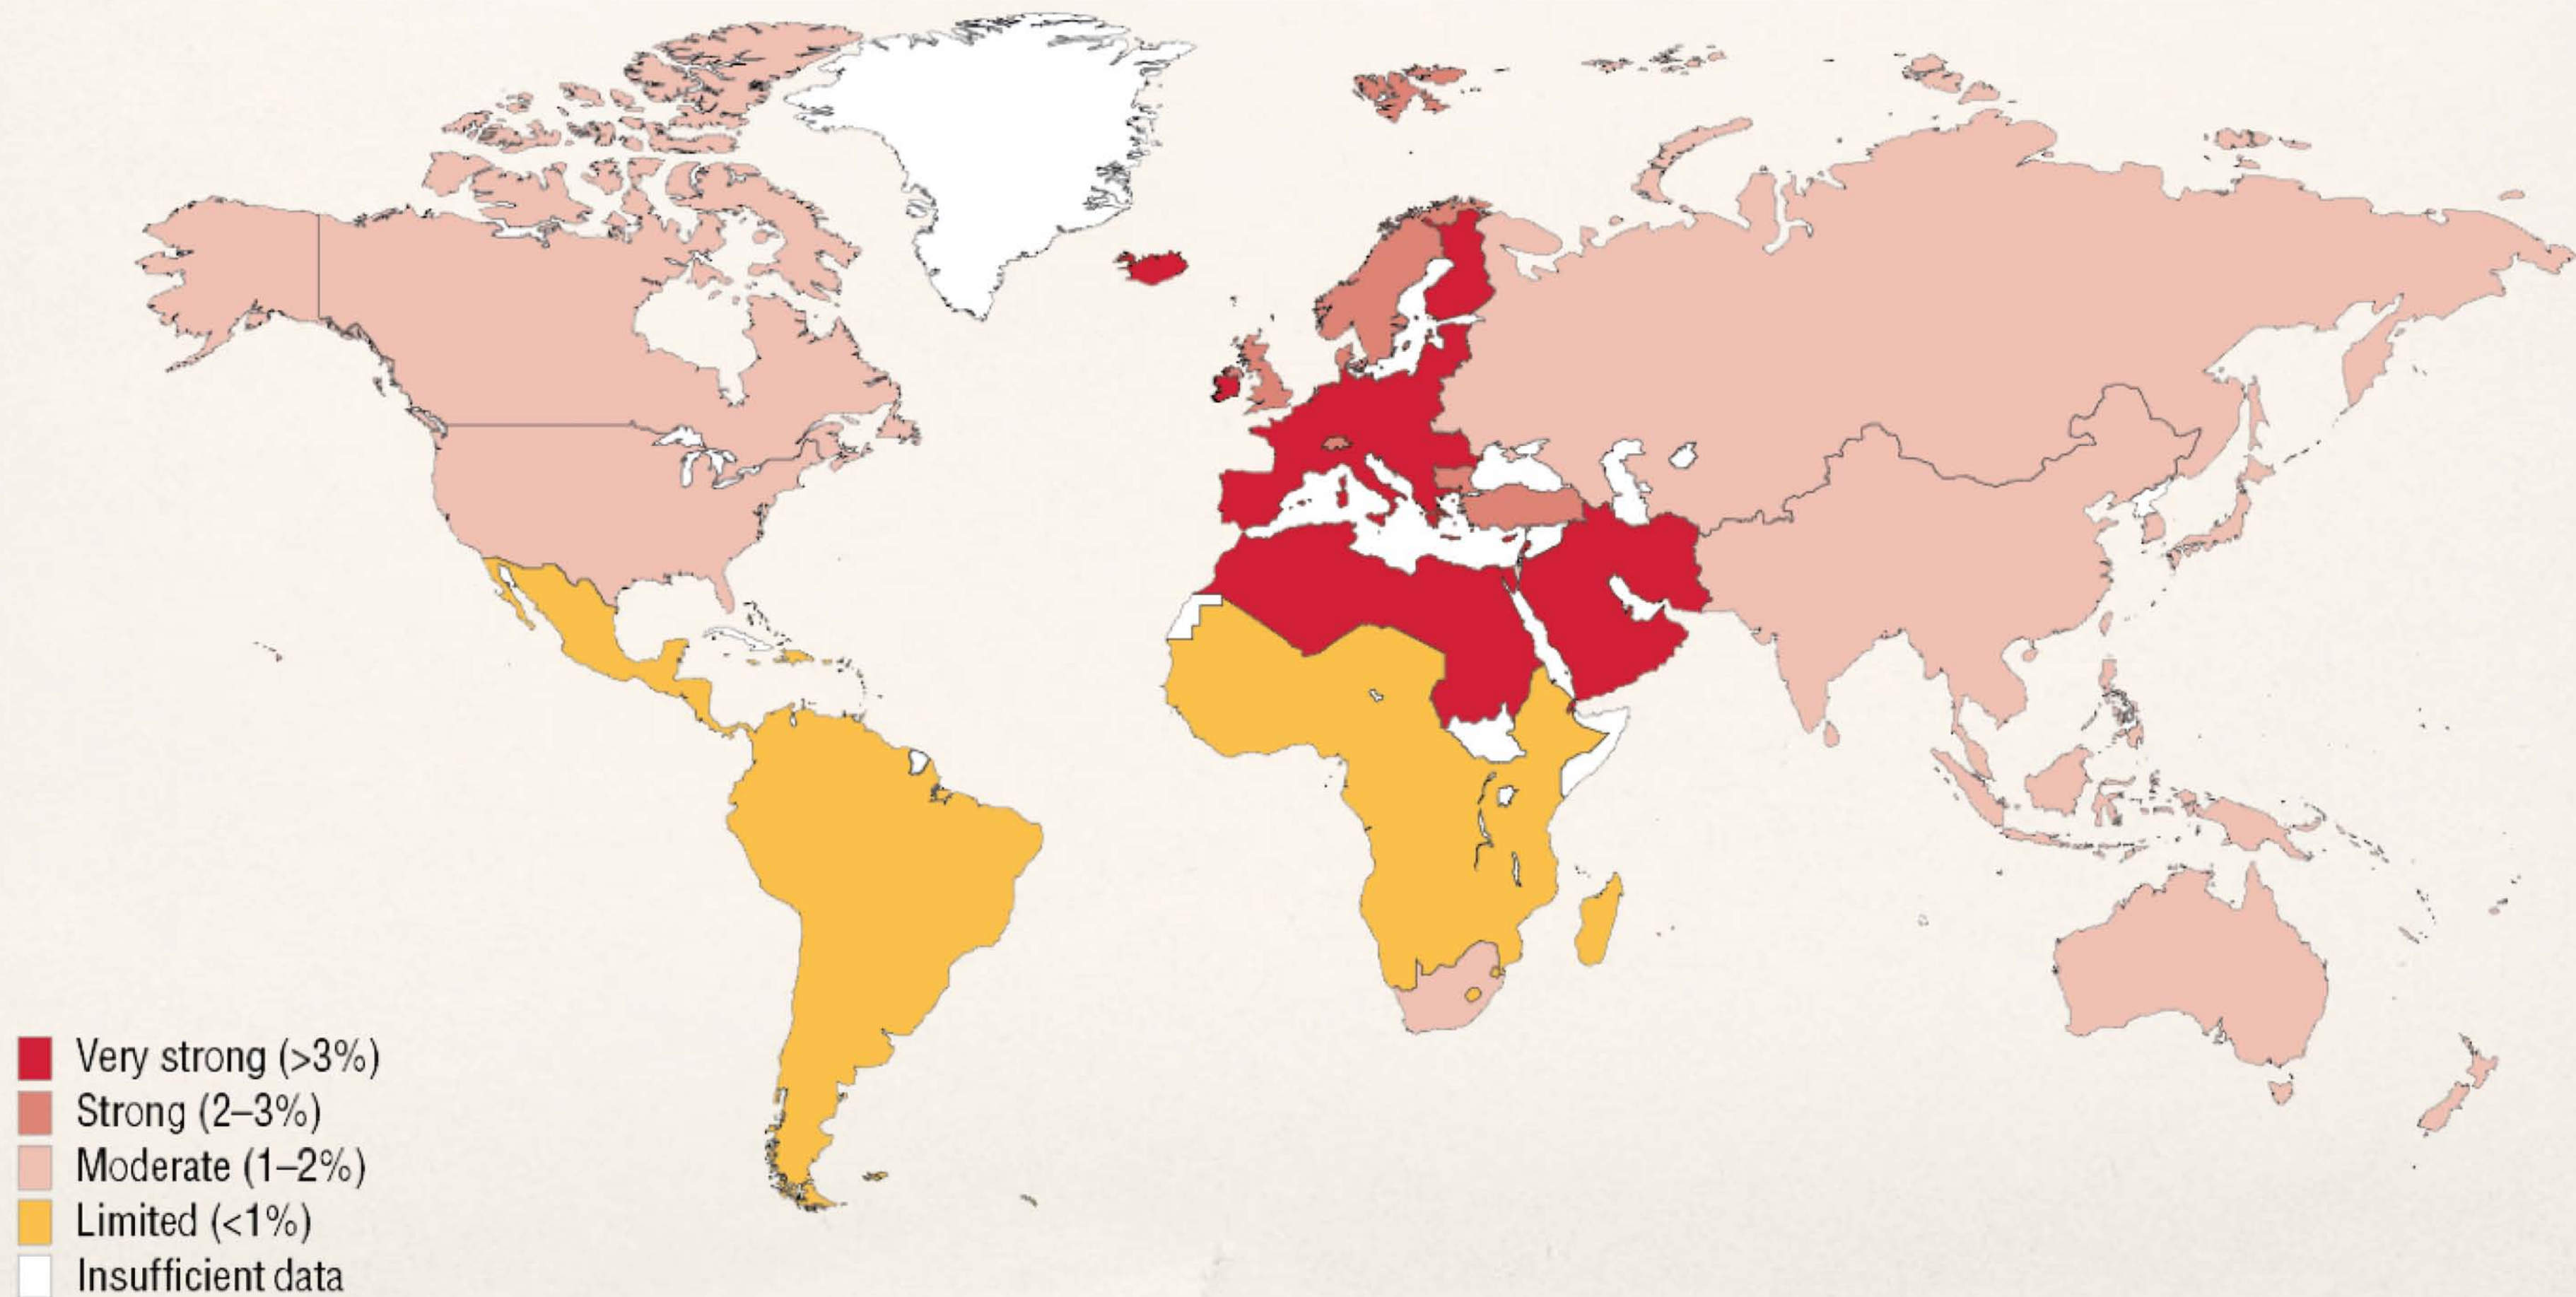 Very strong (>3%)
Strong (2–3%)
Moderate (1–2%)
Limited (<1%)
Insufficient data